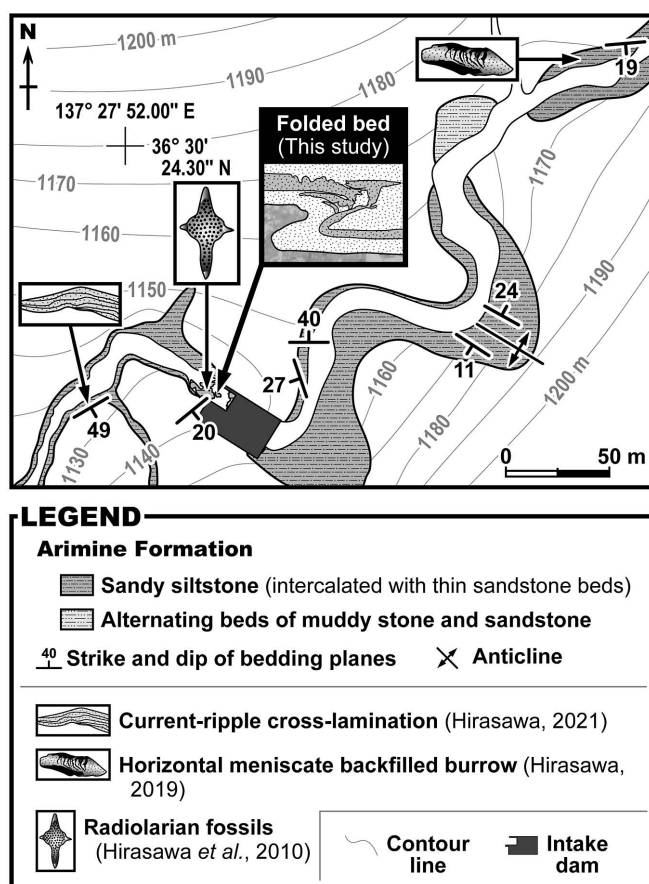 N
1200 m
1190
1180
137° 27' 52.00" E
36° 30'
24.30" N
Folded bed
(This study)
19
1170
1170
1160
1150
1190
24
40
11
27
1160
1200 m
1180
20
49
1130
1140
0 50 m
LEGEND
Arimine Formation
Sandy siltstone (intercalated with thin sandstone beds)
Alternating beds of muddy stone and sandstone
40
Strike and dip of bedding planes
Anticline
Current-ripple cross-lamination (Hirasawa, 2021)
Horizontal meniscate backfilled burrow (Hirasawa,
2019)
Radiolarian fossils
(Hirasawa et al., 2010)
Contour
line
Intake
dam